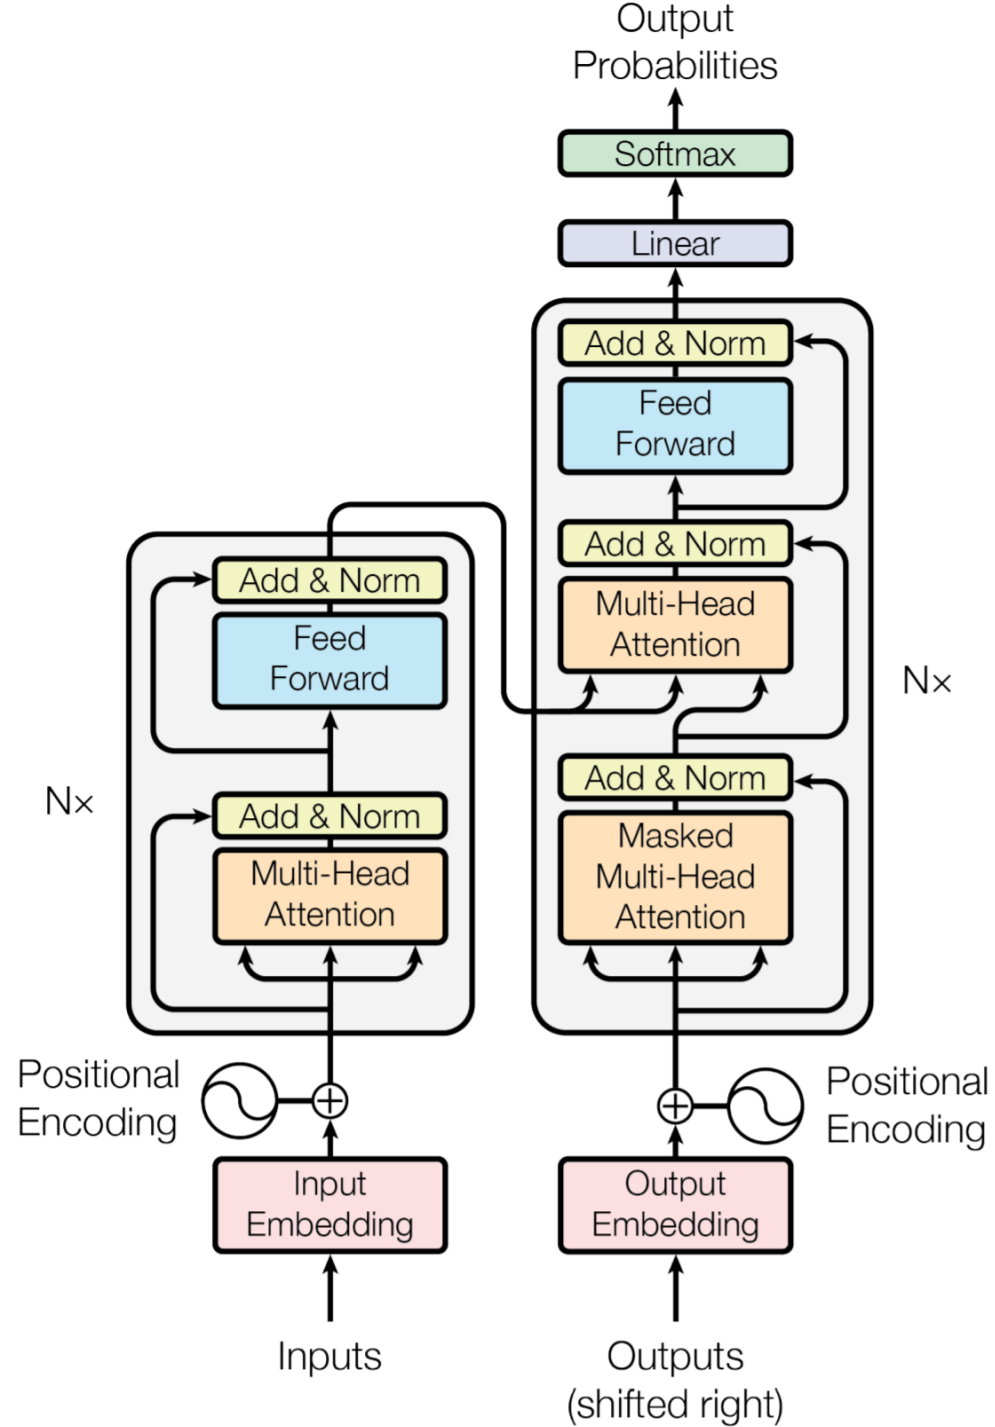 Output
Probabilities
Softmax
Linear
Add & Norm
Feed
Forward
Add & Norm
Multi-Head
Attention
Nx
Add & Norm
Masked
Multi-Head
Attention
Add & Norm
Feed
Forward
Nx
Add & Norm
Multi-Head
Attention
Positional
Encoding
Positional
Encoding
Input
Embedding
Output
Embedding
Inputs
Outputs
(shifted right)